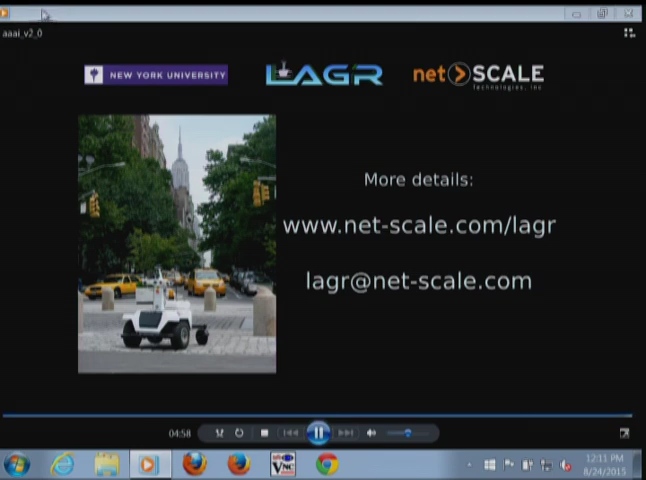 aaai_v2_0
NEW YORK UNIVERSITY
LAGR
net SCALE
Technologies, Inc
More details:
www.net-scale.com/lagr
lagr@net-scale.com
04:58
VNC
12:11 PM
8/24/2015